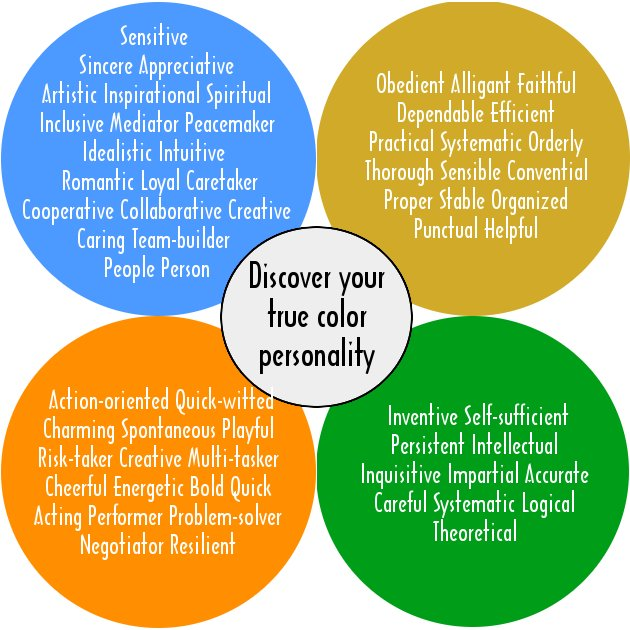 Sensitive
Sincere Appreciative
Artistic Inspirational Spiritual
Inclusive Mediator Peacemaker
Idealistic Intuitive
Romantic Loyal Caretaker
Cooperative Collaborative Creative
Caring Team-builder
People Person
Obedient Alligant Faithful
Dependable Efficient
Practical Systematic Orderly
Thorough Sensible Convential
Proper Stable Organized
Punctual Helpful
Discover your
true color
personality
Action-oriented Quick-witted
Charming Spontaneous Playful
Risk-taker Creative Multi-tasker
Cheerful Energetic Bold Quick
Acting Performer Problem-solver
Negotiator Resilient
Inventive Self-sufficient
Persistent Intellectual
Inquisitive Impartial Accurate
Careful Systematic Logical
Theoretical